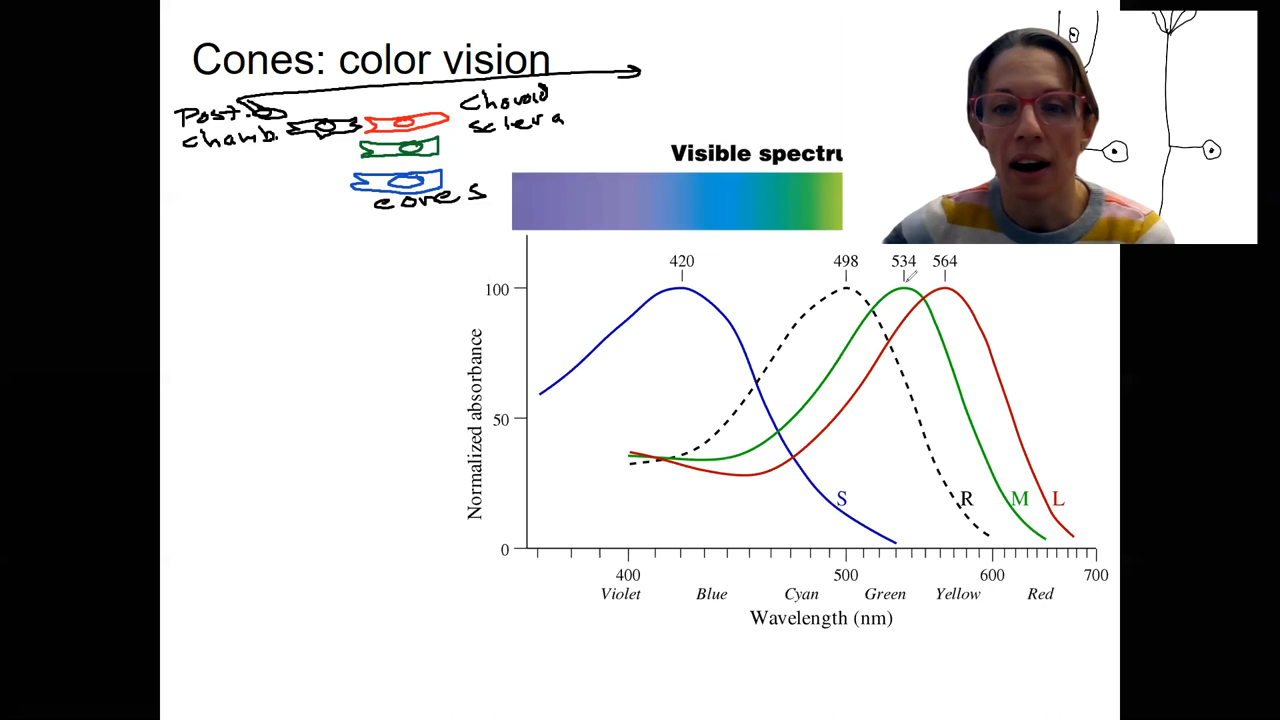 Cones: color vision
Post.
chamb.
Choroid
sclera
cones
Visible spectru
420
498
534
564
100
50
0
Normalized absorbance
S
R
M
L
400
500
600
700
Violet
Blue
Cyan
Green
Yellow
Red
Wavelength (nm)